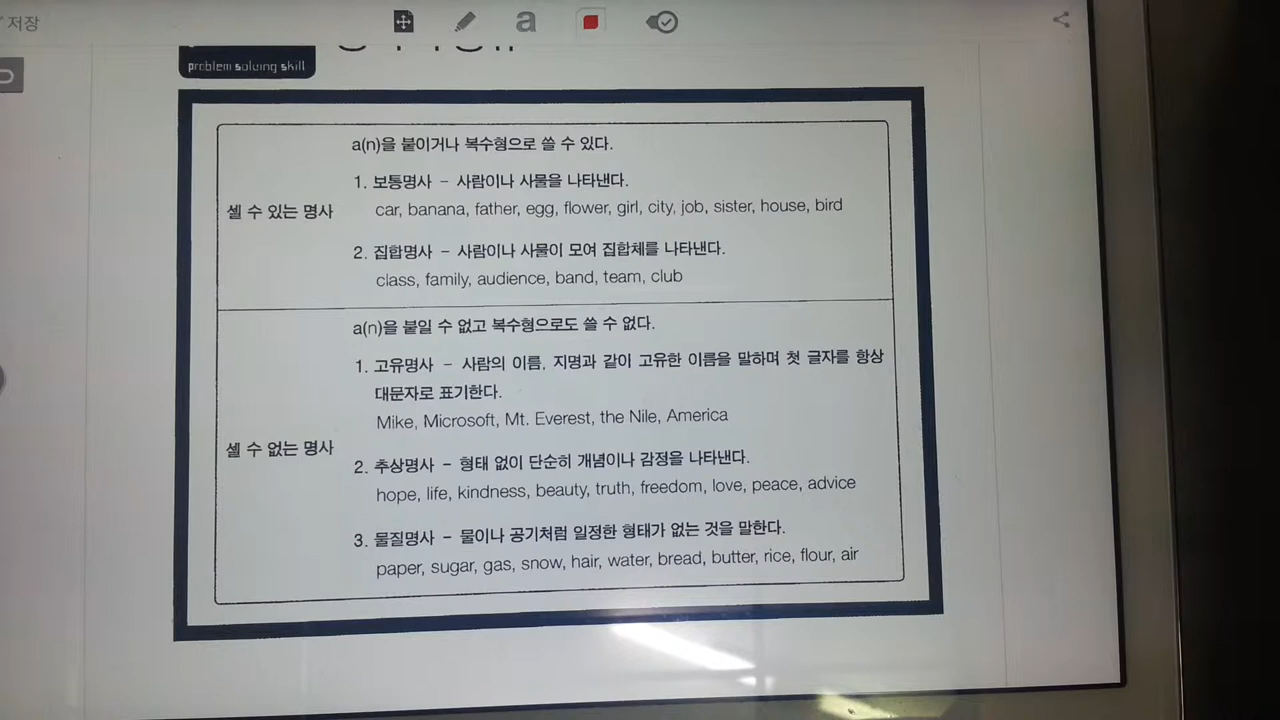 저장
a
problem solving skill
a(n)을 붙이거나 복수형으로 쓸 수 있다.
1. 보통명사 - 사람이나 사물을 나타낸다.
셀 수 있는 명사
car, banana, father, egg, flower, girl, city, job, sister, house, bird
2. 집합명사 - 사람이나 사물이 모여 집합체를 나타낸다.
class, family, audience, band, team, club
a(n)을 붙일 수 없고 복수형으로도 쓸 수 없다.
1. 고유명사 - 사람의 이름, 지명과 같이 고유한 이름을 말하며 첫 글자를 항상
대문자로 표기한다.
Mike, Microsoft, Mt. Everest, the Nile, America
셀 수 없는 명사
2. 추상명사 - 형태 없이 단순히 개념이나 감정을 나타낸다.
hope, life, kindness, beauty, truth, freedom, love, peace, advice
3. 물질명사 - 물이나 공기처럼 일정한 형태가 없는 것을 말한다.
paper, sugar, gas, snow, hair, water, bread, butter, rice, flour, air